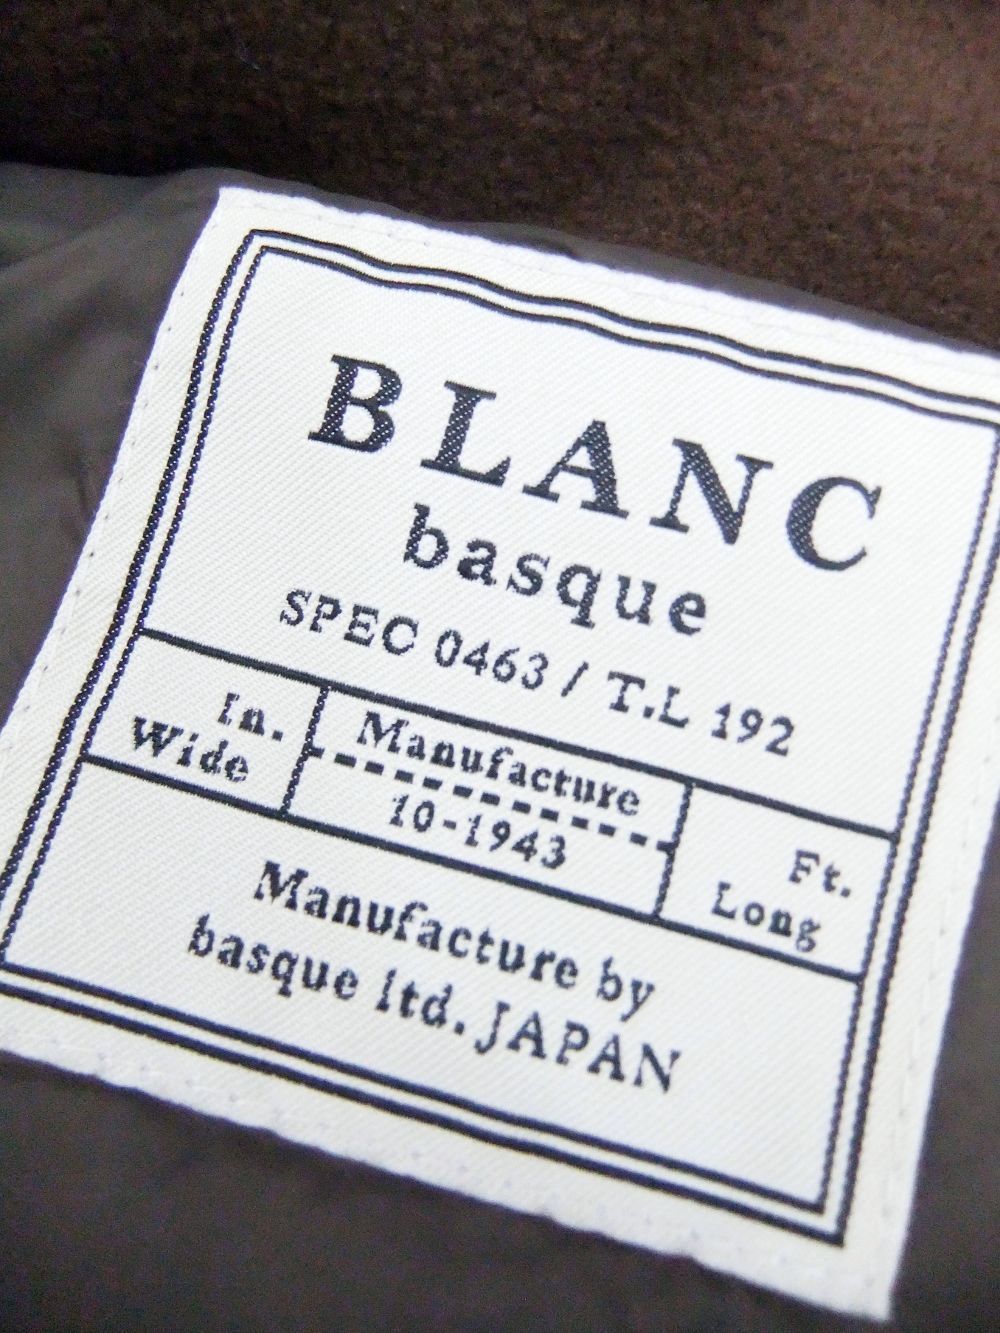 BLANC
basque
SPEC 0463 / T.L 192
In.
Wide
Manufacture
10-1943
Ft.
Long
Manufacture by
basque ltd. JAPAN